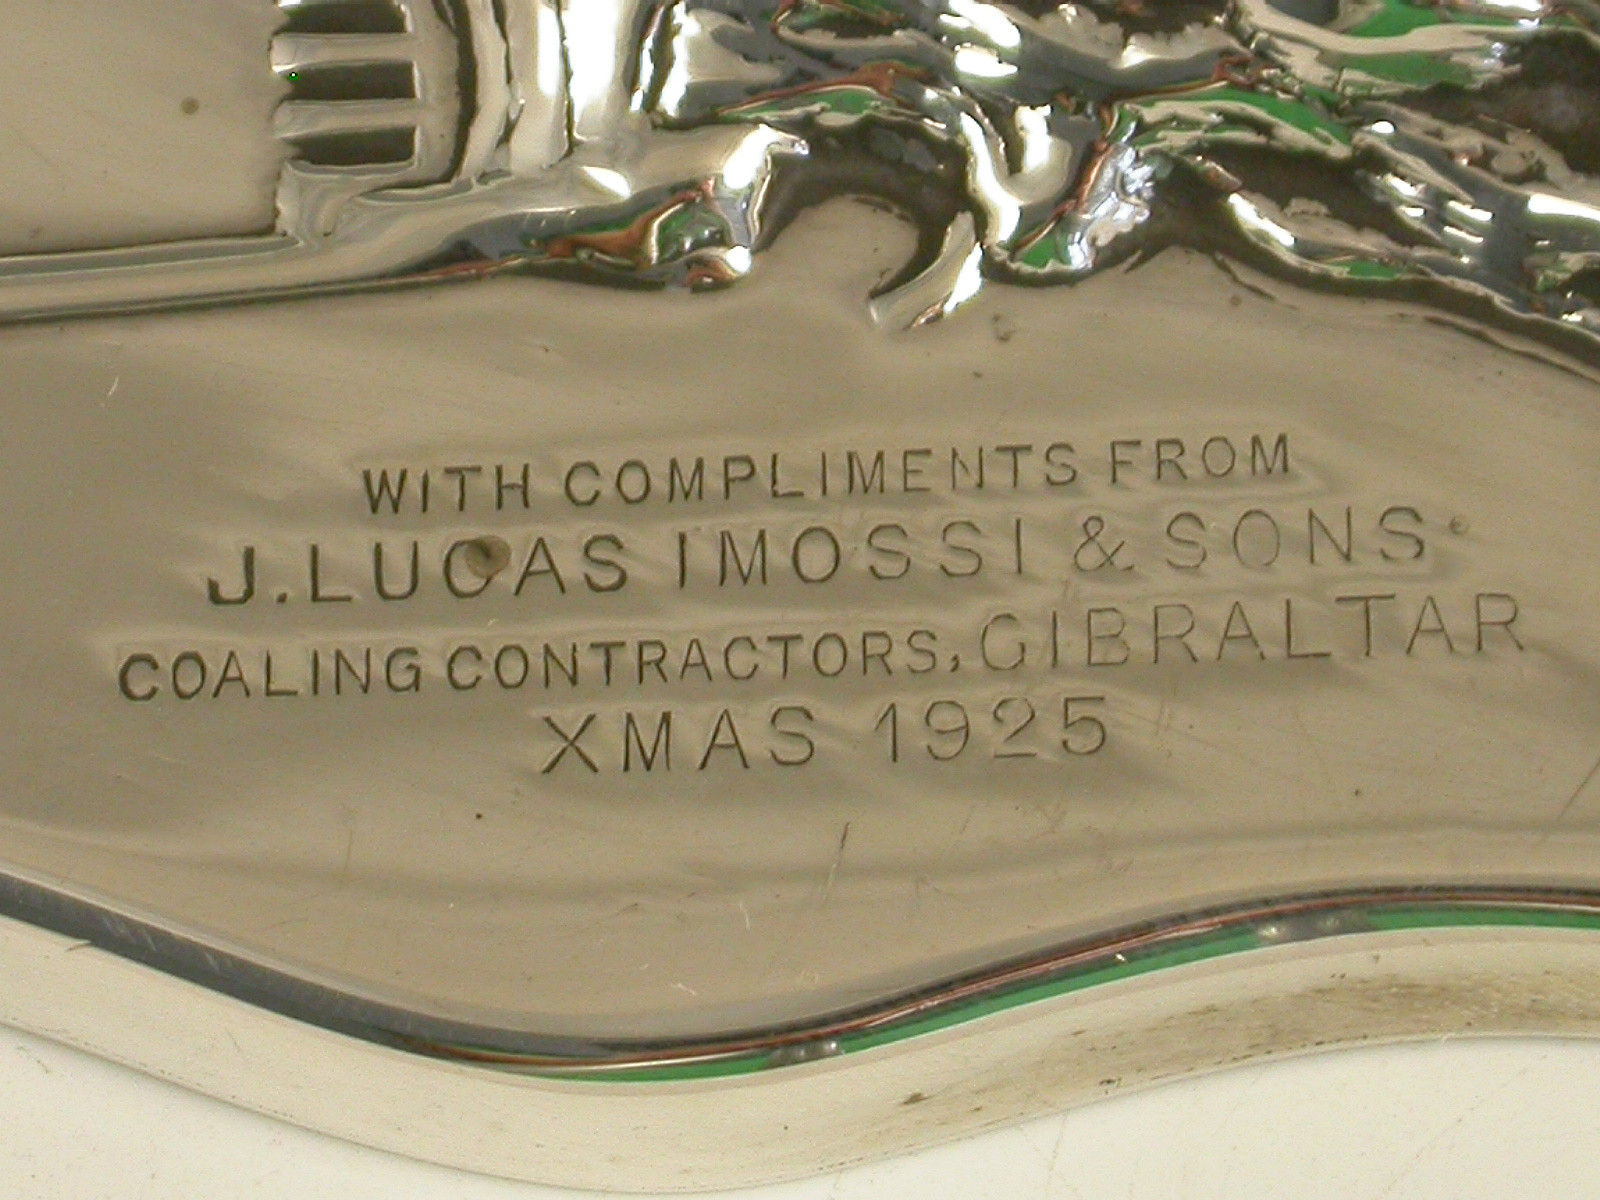 WITH COMPLIMENTS FROM
J. LUCAS IMOSSI & SONS.
COALING CONTRACTORS, GIBRALTAR
XMAS 1925